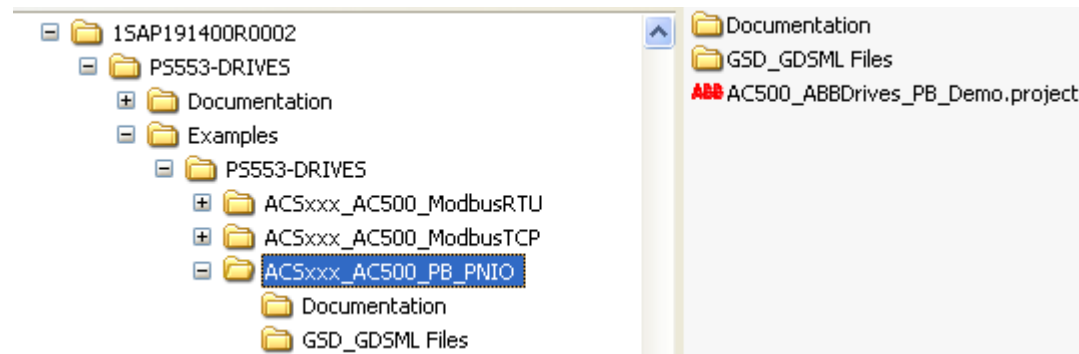 1SAP191400R0002
PS553-DRIVES
Documentation
Examples
PS553-DRIVES
ACSxxx_AC500_ModbusRTU
ACSxxx_AC500_ModbusTCP
ACSxxx_AC500_PB_PNIO
Documentation
GSD_GDSML Files
Documentation
GSD_GDSML Files
ABB AC500_ABBDrives_PB_Demo.project